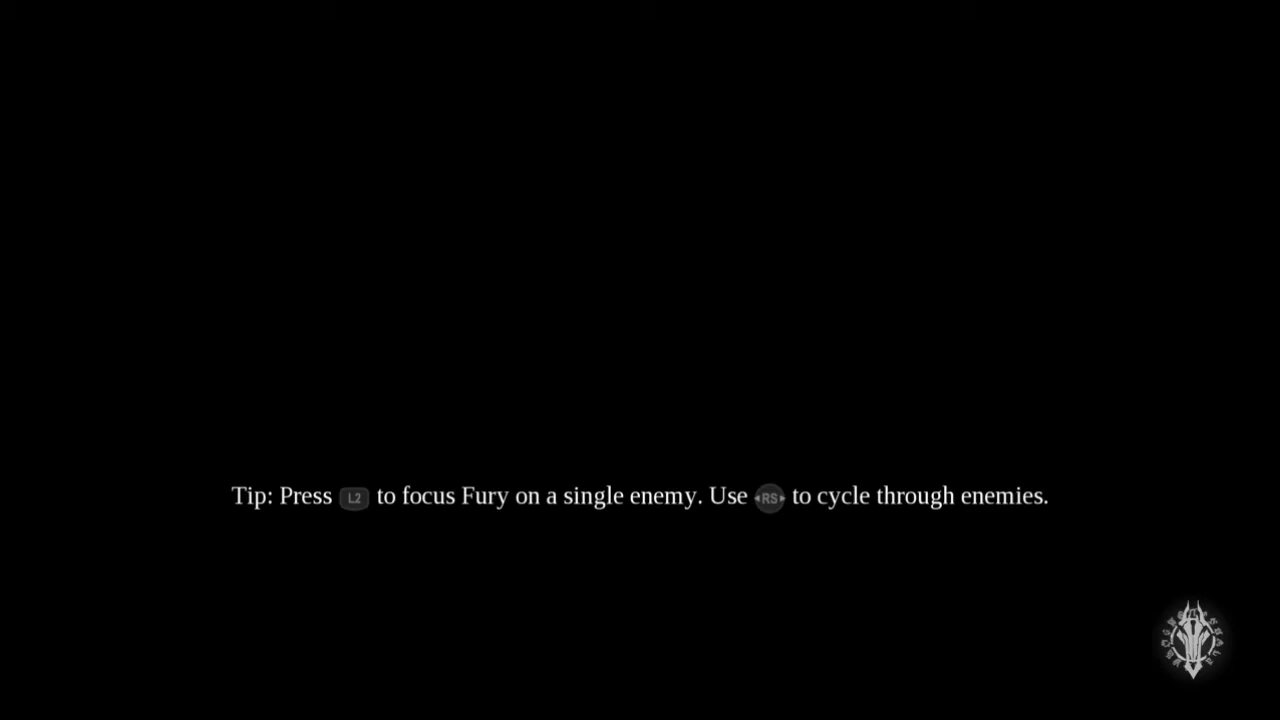 Tip: Press L2 to focus Fury on a single enemy. Use RS to cycle through enemies.